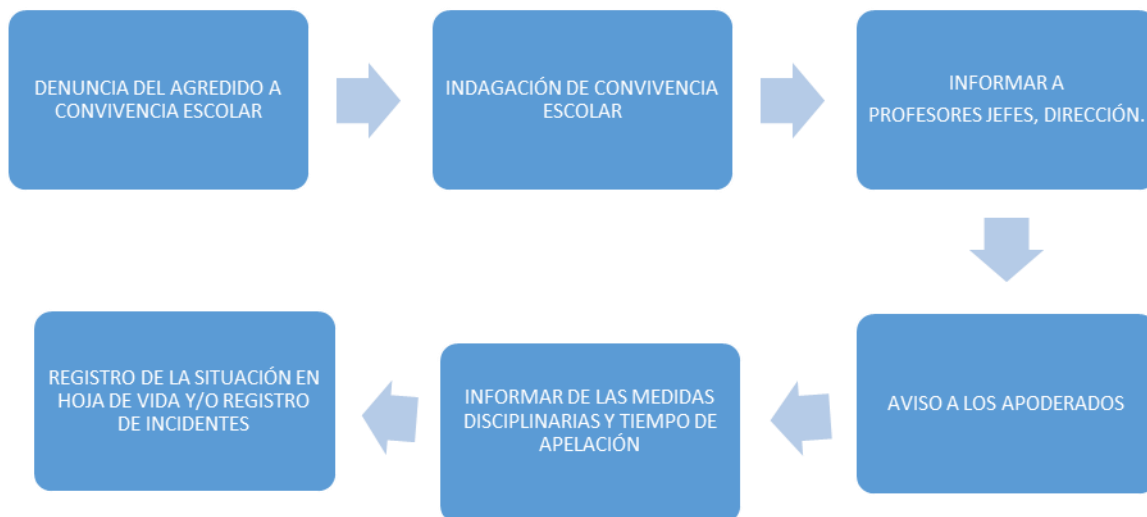 DENUNCIA DEL AGREDIDO A
CONVIVENCIA ESCOLAR
INDAGACIÓN DE CONVIVENCIA
ESCOLAR
INFORMAR A
PROFESORES JEFES, DIRECCIÓN.
AVISO A LOS APODERADOS
INFORMAR DE LAS MEDIDAS
DISCIPLINARIAS Y TIEMPO DE
APELACIÓN
REGISTRO DE LA SITUACIÓN EN
HOJA DE VIDA Y/O REGISTRO
DE INCIDENTES